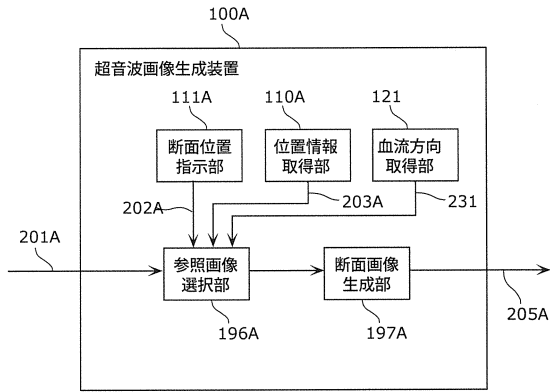 100A
超音波画像生成装置
111A
110A
121
断面位置
指示部
位置情報
取得部
血流方向
取得部
202A
203A
231
201A
参照画像
選択部
断面画像
生成部
205A
196A
197A